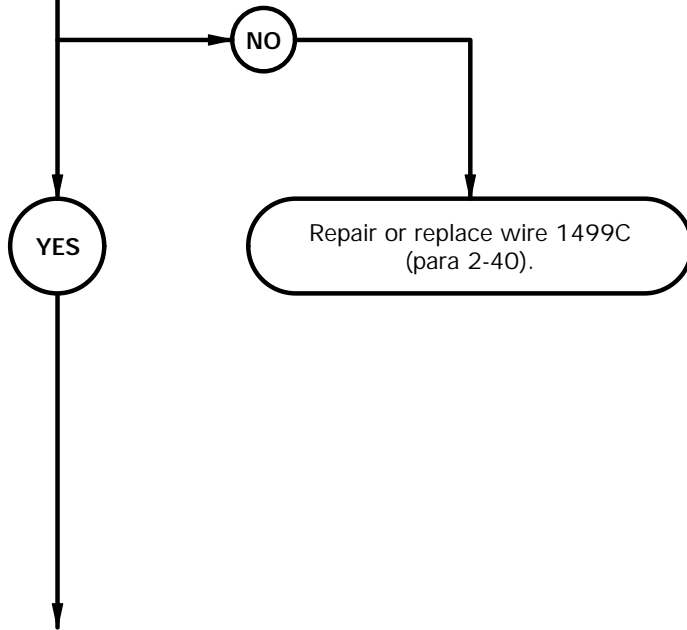 NO
YES
Repair or replace wire 1499C
(para 2-40).